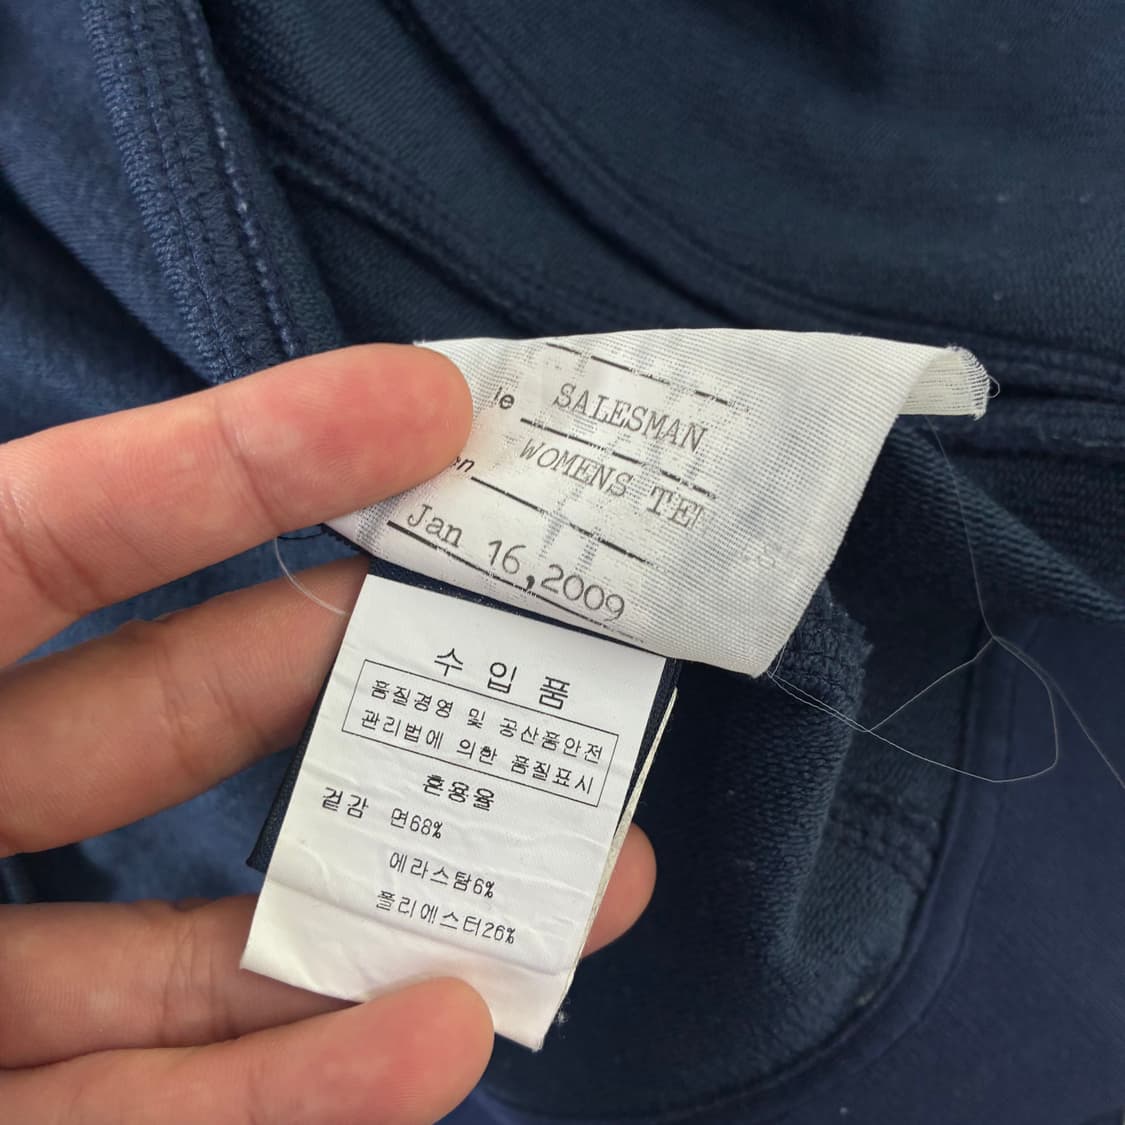 le SALESMAN
WOMENS TE
Jan 16,2009
수입품
품질경영 및 공산품안전
관리법에 의한 품질표시
혼용율
겉감 면68%
에라스탐6%
폴리에스터26%